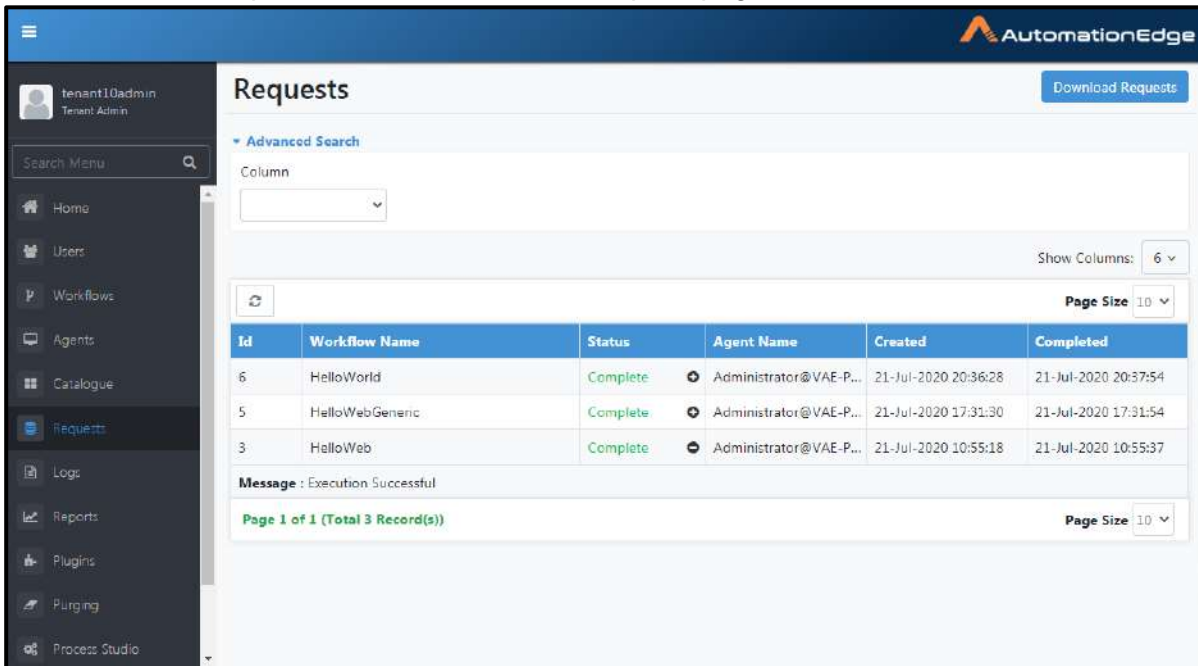 AutomationEdge
tenant10admin
Tenant Admin
Search Menu
Home
Users
Workflows
Agents
Catalogue
Requests
Logs
Reports
Plugins
Purging
Process Studio
Requests
Download Requests
Advanced Search
Column
Show Columns: 6
Page Size 10
Id Workflow Name Status Agent Name Created Completed
6 HelloWorld Complete Administrator@VAE-P... 21-Jul-2020 20:36:28 21-Jul-2020 20:37:54
5 HelloWebGeneric Complete Administrator@VAE-P... 21-Jul-2020 17:31:30 21-Jul-2020 17:31:54
3 HelloWeb Complete Administrator@VAE-P... 21-Jul-2020 10:55:18 21-Jul-2020 10:55:37
Message : Execution Successful
Page 1 of 1 (Total 3 Record(s)) Page Size 10